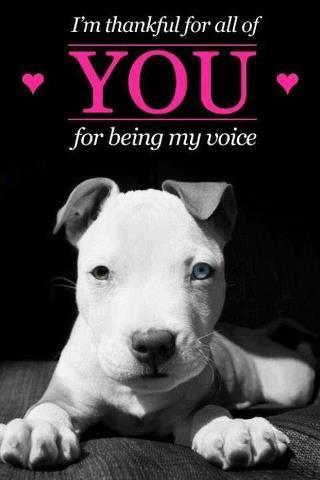 I'm thankful for all of
YOU
for being my voice